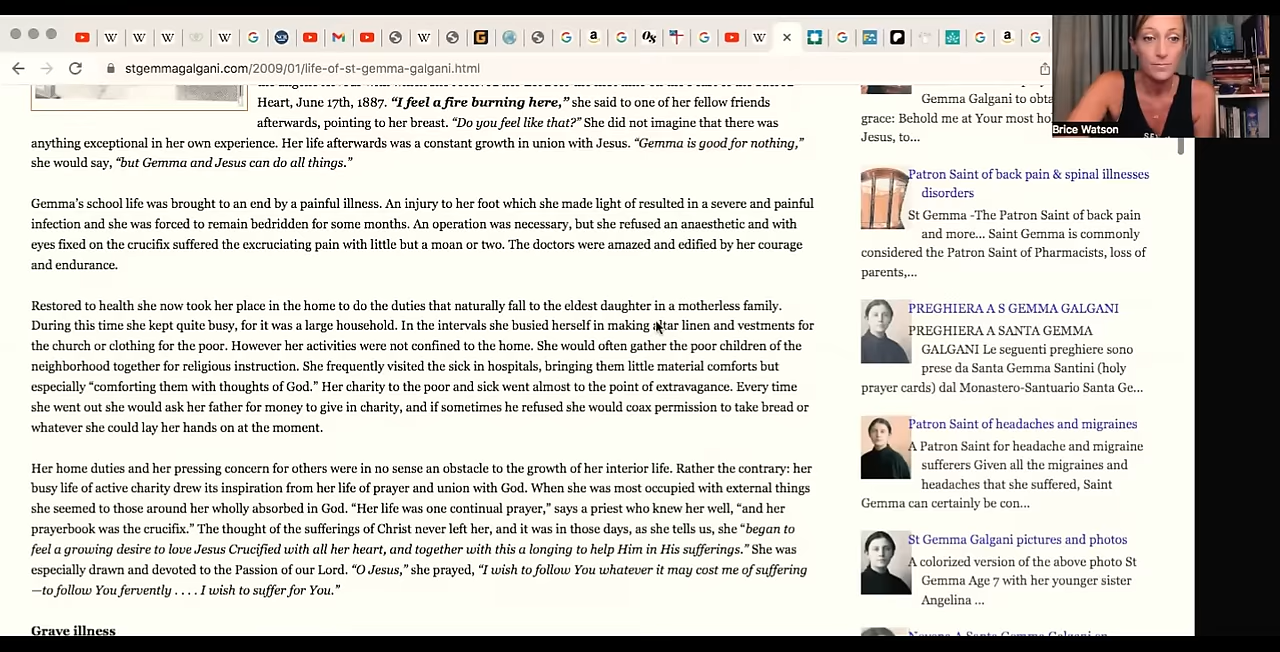 stgemmagalgani.com/2009/01/life-of-st-gemma-galgani.html
Brice Watson
Heart, June 17th, 1887. “I feel a fire burning here,” she said to one of her fellow friends
afterwards, pointing to her breast. “Do you feel like that?” She did not imagine that there was
anything exceptional in her own experience. Her life afterwards was a constant growth in union with Jesus. “Gemma is good for nothing,”
she would say, “but Gemma and Jesus can do all things.”
Gemma’s school life was brought to an end by a painful illness. An injury to her foot which she made light of resulted in a severe and painful
infection and she was forced to remain bedridden for some months. An operation was necessary, but she refused an anaesthetic and with
eyes fixed on the crucifix suffered the excruciating pain with little but a moan or two. The doctors were amazed and edified by her courage
and endurance.
Restored to health she now took her place in the home to do the duties that naturally fall to the eldest daughter in a motherless family.
During this time she kept quite busy, for it was a large household. In the intervals she busied herself in making altar linen and vestments for
the church or clothing for the poor. However her activities were not confined to the home. She would often gather the poor children of the
neighborhood together for religious instruction. She frequently visited the sick in hospitals, bringing them little material comforts but
especially “comforting them with thoughts of God.” Her charity to the poor and sick went almost to the point of extravagance. Every time
she went out she would ask her father for money to give in charity, and if sometimes he refused she would coax permission to take bread or
whatever she could lay her hands on at the moment.
Her home duties and her pressing concern for others were in no sense an obstacle to the growth of her interior life. Rather the contrary: her
busy life of active charity drew its inspiration from her life of prayer and union with God. When she was most occupied with external things
she seemed to those around her wholly absorbed in God. “Her life was one continual prayer,” says a priest who knew her well, “and her
prayerbook was the crucifix.” The thought of the sufferings of Christ never left her, and it was in those days, as she tells us, she “began to
feel a growing desire to love Jesus Crucified with all her heart, and together with this a longing to help Him in His sufferings.” She was
especially drawn and devoted to the Passion of our Lord. “O Jesus,” she prayed, “I wish to follow You whatever it may cost me of suffering
—to follow You fervently . . . . I wish to suffer for You.”
Grave illness
Gemma Galgani to obta
grace: Behold me at Your most ho
Jesus, to...
Patron Saint of back pain & spinal illnesses
disorders
St Gemma -The Patron Saint of back pain
and more... Saint Gemma is commonly
considered the Patron Saint of Pharmacists, loss of
parents,...
PREGHIERA A S GEMMA GALGANI
PREGHIERA A SANTA GEMMA
GALGANI Le seguenti preghiere sono
prese da Santa Gemma Santini (holy
prayer cards) dal Monastero-Santuario Santa Ge...
Patron Saint of headaches and migraines
A Patron Saint for headache and migraine
sufferers Given all the migraines and
headaches that she suffered, Saint
Gemma can certainly be con...
St Gemma Galgani pictures and photos
A colorized version of the above photo St
Gemma Age 7 with her younger sister
Angelina ...